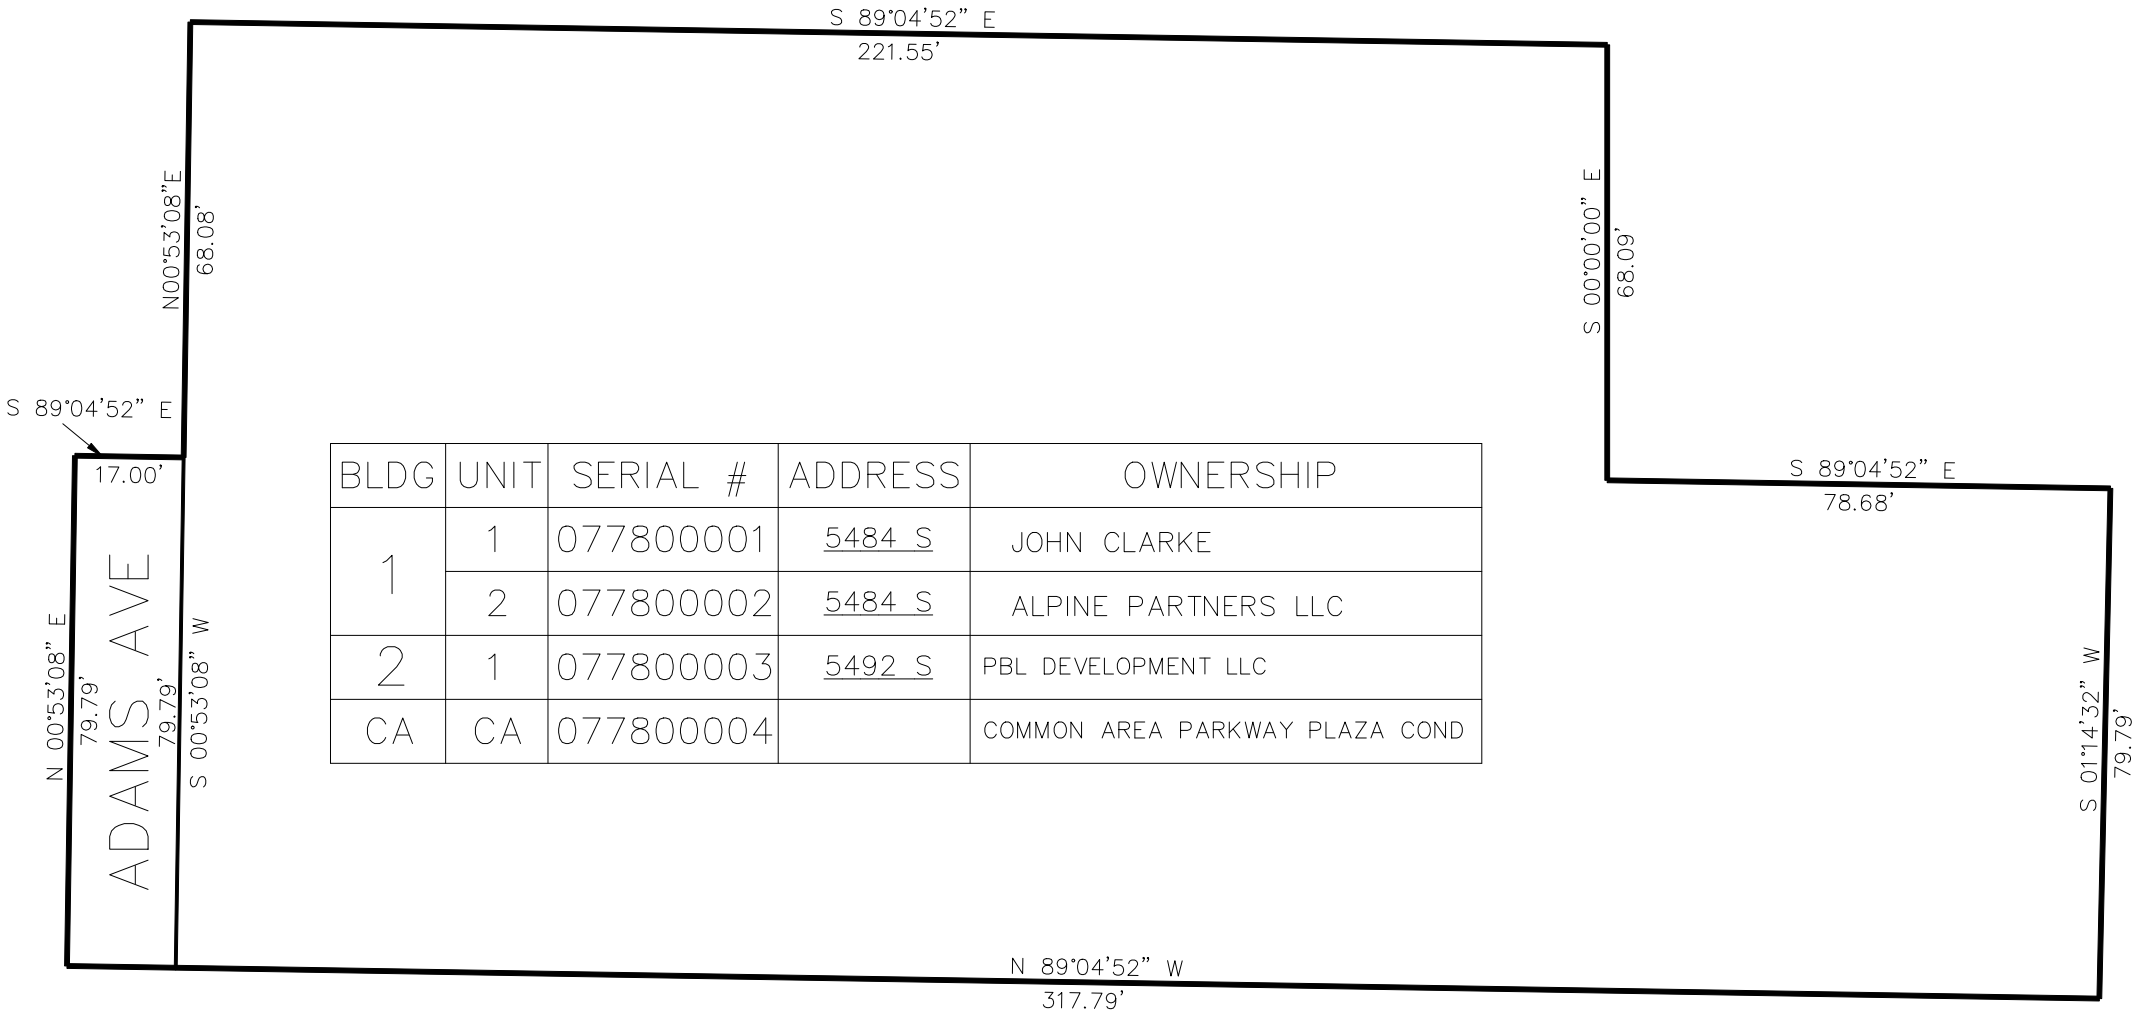 S 89°04'52" E
221.55'
N00°53'08"E
68.08'
S 00°00'00" E
68.09'
S 89°04'52" E
17.00'
S 89°04'52" E
78.68'
BLDG UNIT SERIAL # ADDRESS OWNERSHIP
1 1 077800001 5484 S JOHN CLARKE
2 077800002 5484 S ALPINE PARTNERS LLC
2 1 077800003 5492 S PBL DEVELOPMENT LLC
CA CA 077800004 COMMON AREA PARKWAY PLAZA COND
N 00°53'08" E
79.79'
ADAMS AVE
79.79'
S 00°53'08" W
S 01°14'32" W
79.79'
N 89°04'52" W
317.79'